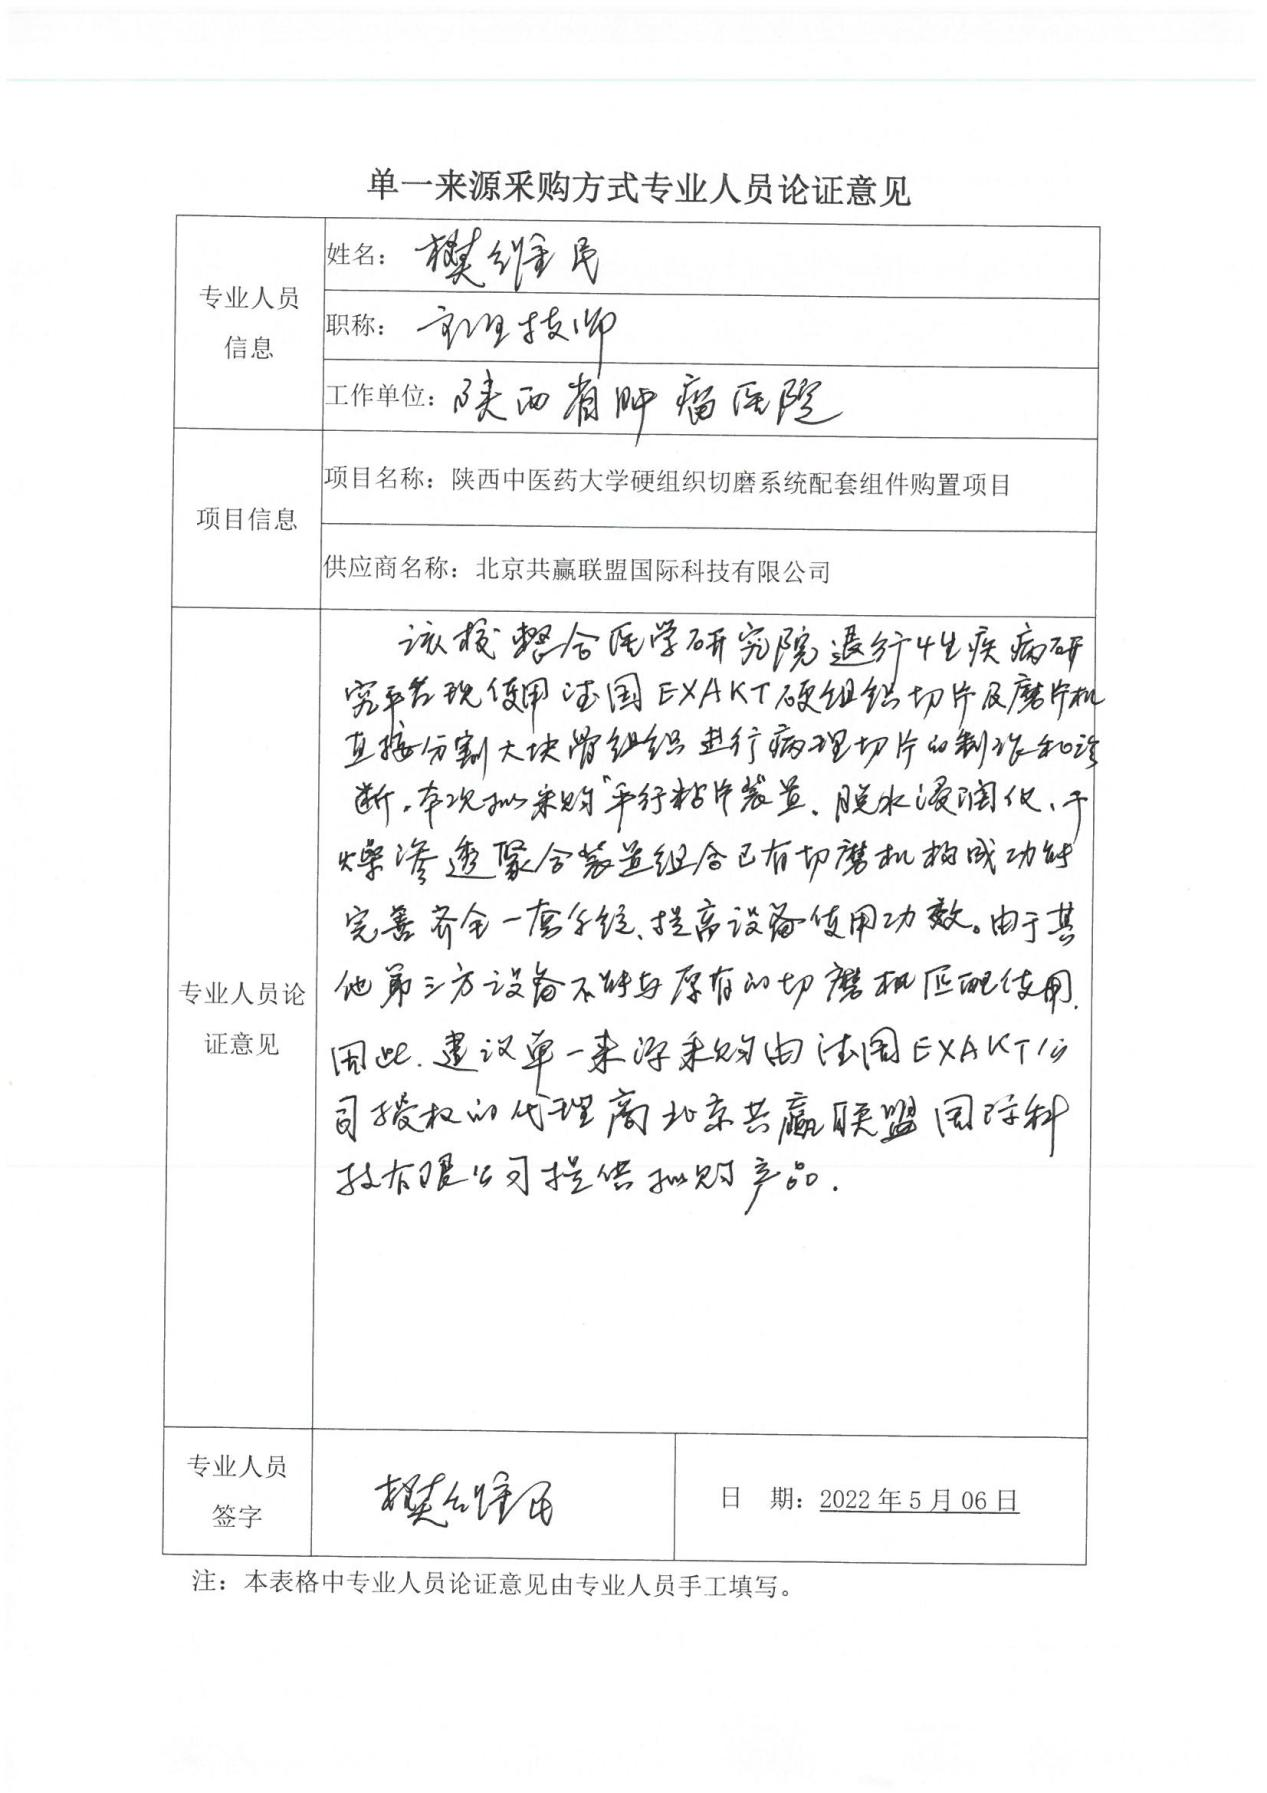 单一来源采购方式专业人员论证意见
专业人员
信息
姓名：樊维民
职称：主治技师
工作单位：陕西省肿瘤医院
项目信息
项目名称：陕西中医药大学硬组织切磨系统配套组件购置项目
供应商名称：北京共赢联盟国际科技有限公司
专业人员论
证意见
该校整合医学研究院退行性疾病研
究平台现使用法国EXAKT硬组织切片及磨片机
直接分割大块骨组织进行病理切片的制作和诊
断。本次拟采购"平行粘片装置、脱水浸润仪、干
燥渗透聚合装置组合已有切磨机构成功能
完善齐全一套系统、提高设备使用功效。由于其
他第三方设备不能与原有的切磨机匹配使用.
因此.建议单一来源采购由法国EXAKT公
司授权的代理商北京共赢联盟国际科
技有限公司提供拟购产品.
专业人员
签字
樊维民
日 期：2022年5月06日
注：本表格中专业人员论证意见由专业人员手工填写。